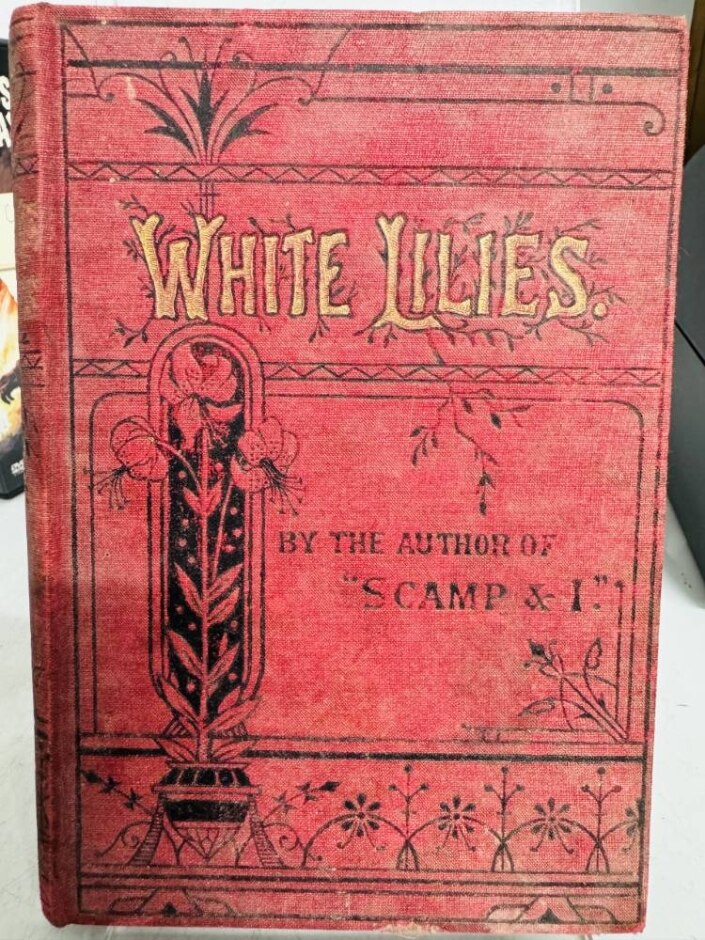 WHITE LILIES.
BY THE AUTHOR OF
"SCAMP & I."